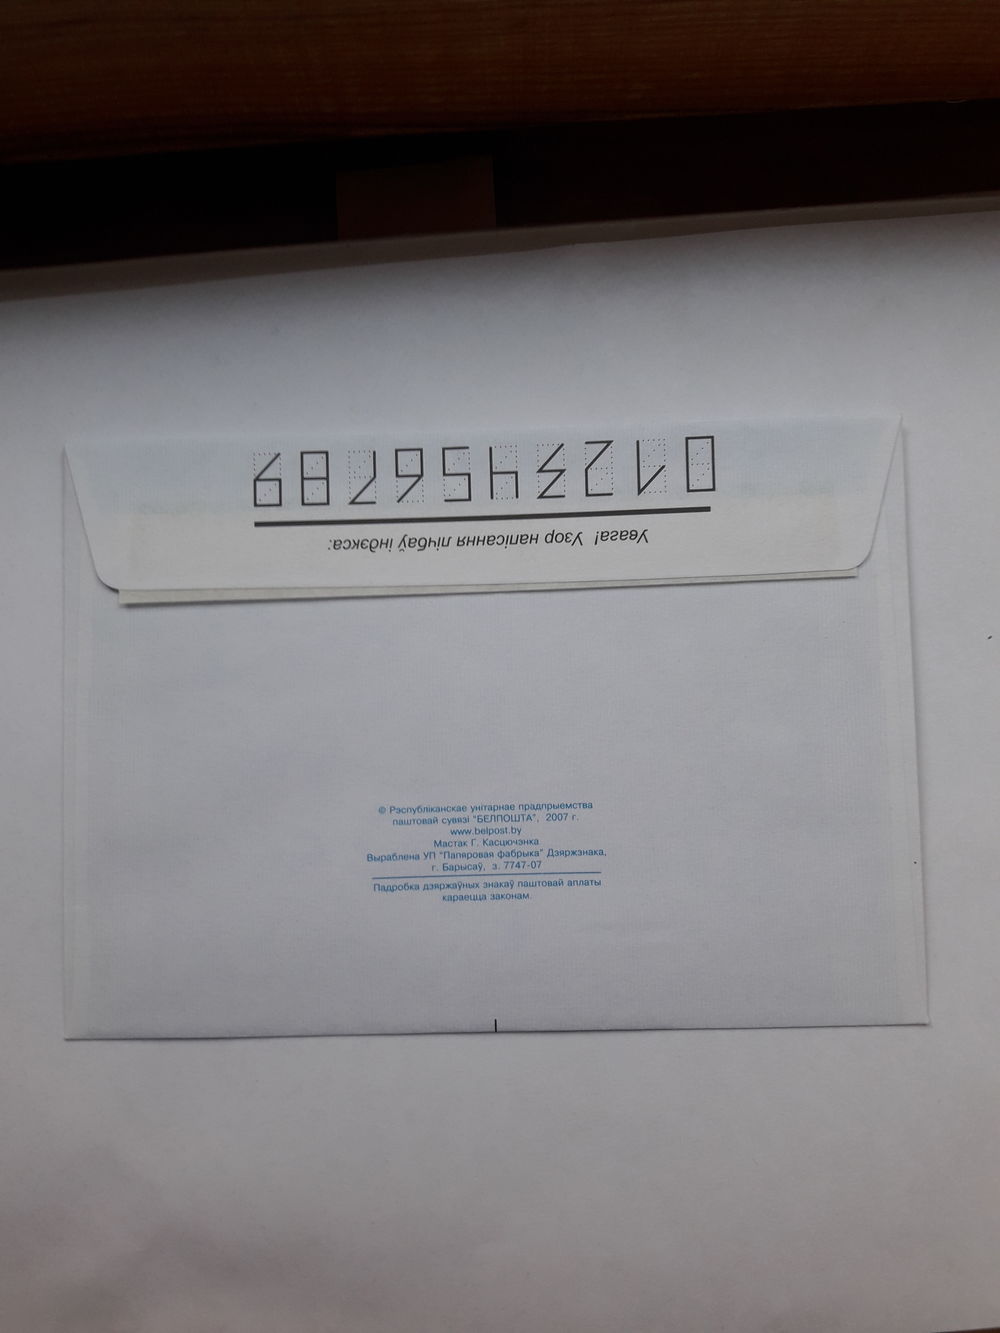 Увага! Узор напісання лічбаў індэкса:
0123456789
© Рэспубліканскае унітарнае прадпрыемства
паштовай сувязі "БЕЛПОШТА", 2007 г.
www.belpost.by
Мастак Г. Касцючэнка
Выраблена УП "Папяровая фабрыка" Дзяржзнака,
г. Барысаў, з. 7747-07
Падробка дзяржаўных знакаў паштовай аплаты
караецца законам.